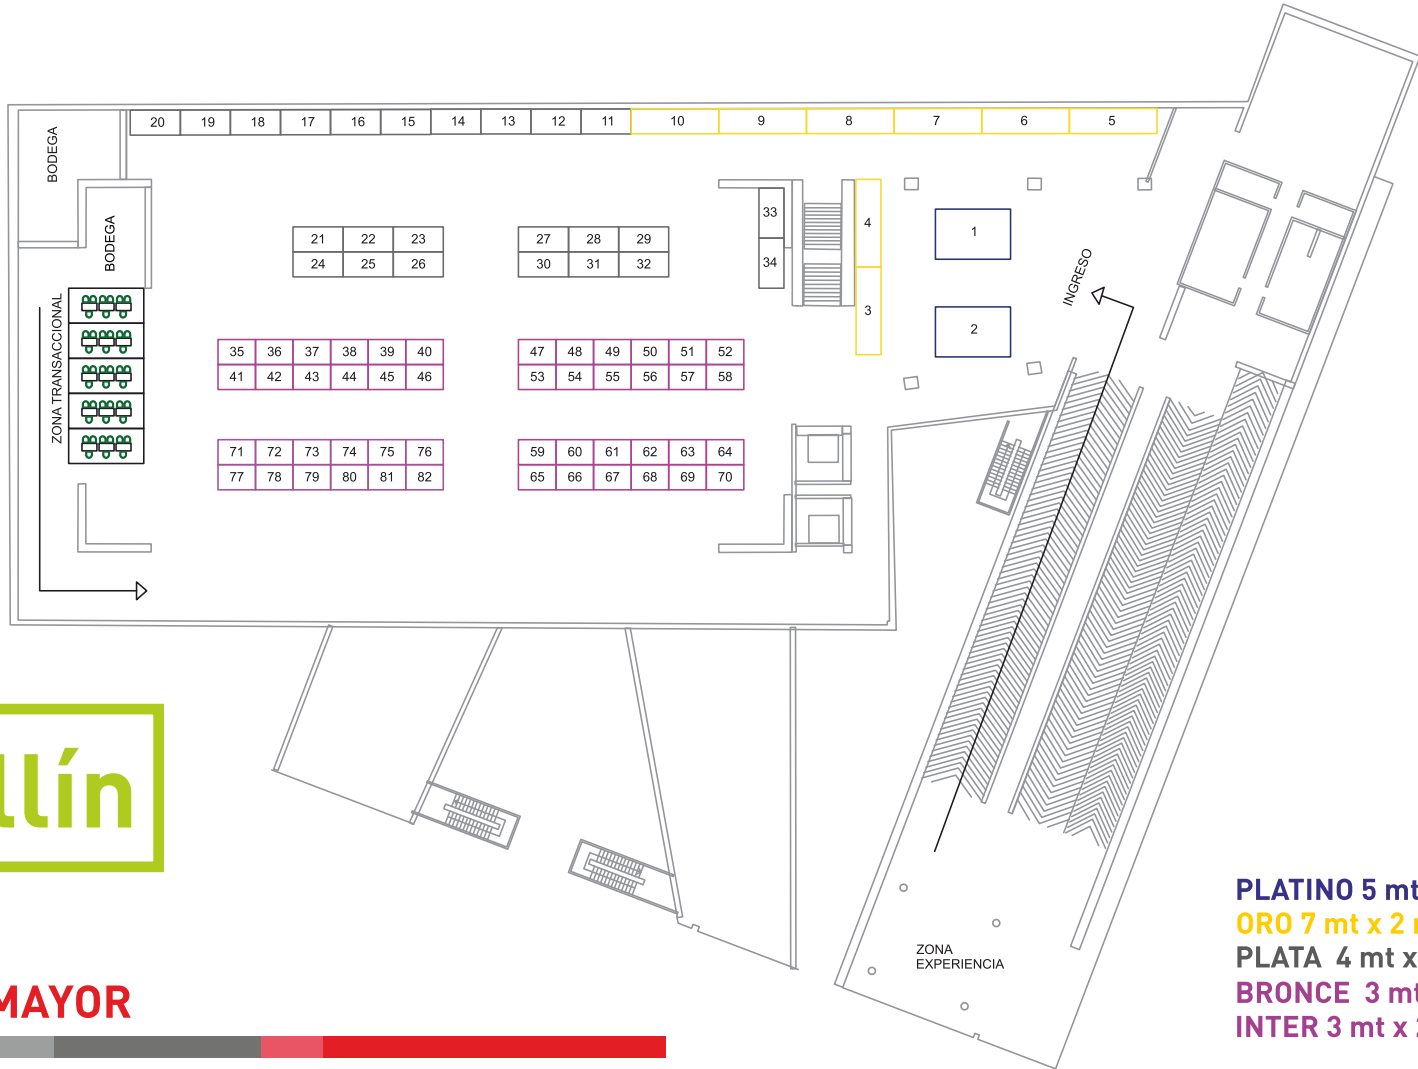 20 19 18 17 16 15 14 13 12 11 10 9 8 7 6 5
BODEGA
BODEGA
33
34
4
3
1
2
INGRESO
21 22 23
24 25 26
27 28 29
30 31 32
ZONA TRANSACCIONAL
35 36 37 38 39 40
41 42 43 44 45 46
47 48 49 50 51 52
53 54 55 56 57 58
71 72 73 74 75 76
77 78 79 80 81 82
59 60 61 62 63 64
65 66 67 68 69 70
llín
ZONA
EXPERIENCIA
MAYOR
PLATINO 5 mt
ORO 7 mt x 2
PLATA 4 mt x
BRONCE 3 mt
INTER 3 mt x